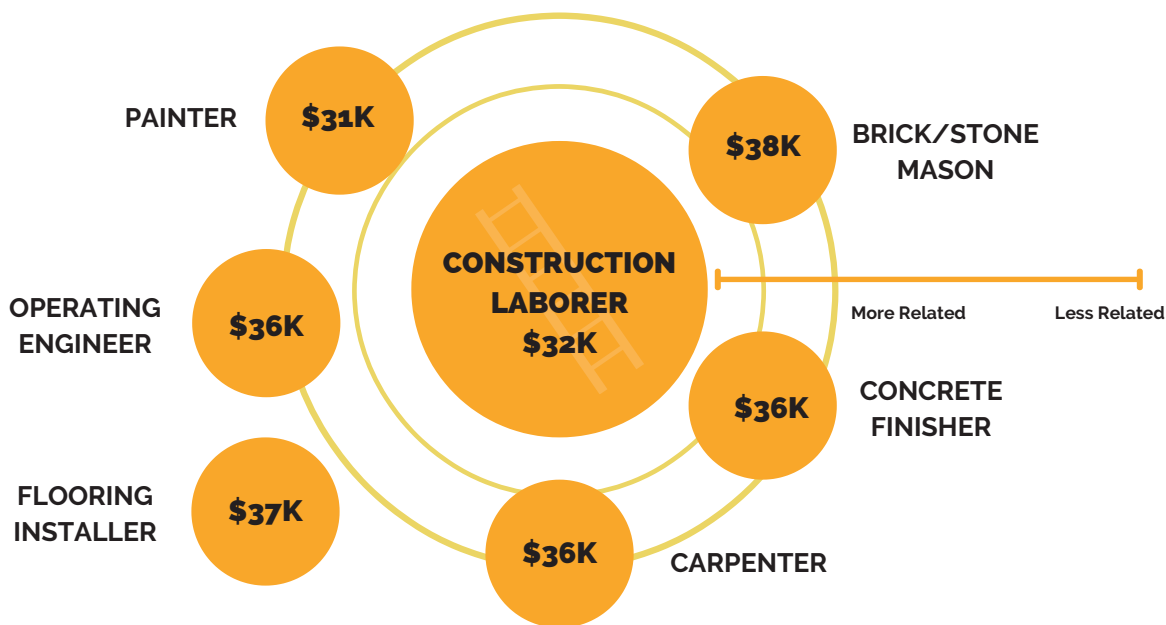 PAINTER
$31K
$38K
BRICK/STONE
MASON
CONSTRUCTION
LABORER
$32K
More Related
Less Related
OPERATING
ENGINEER
$36K
$36K
CONCRETE
FINISHER
FLOORING
INSTALLER
$37K
$36K
CARPENTER